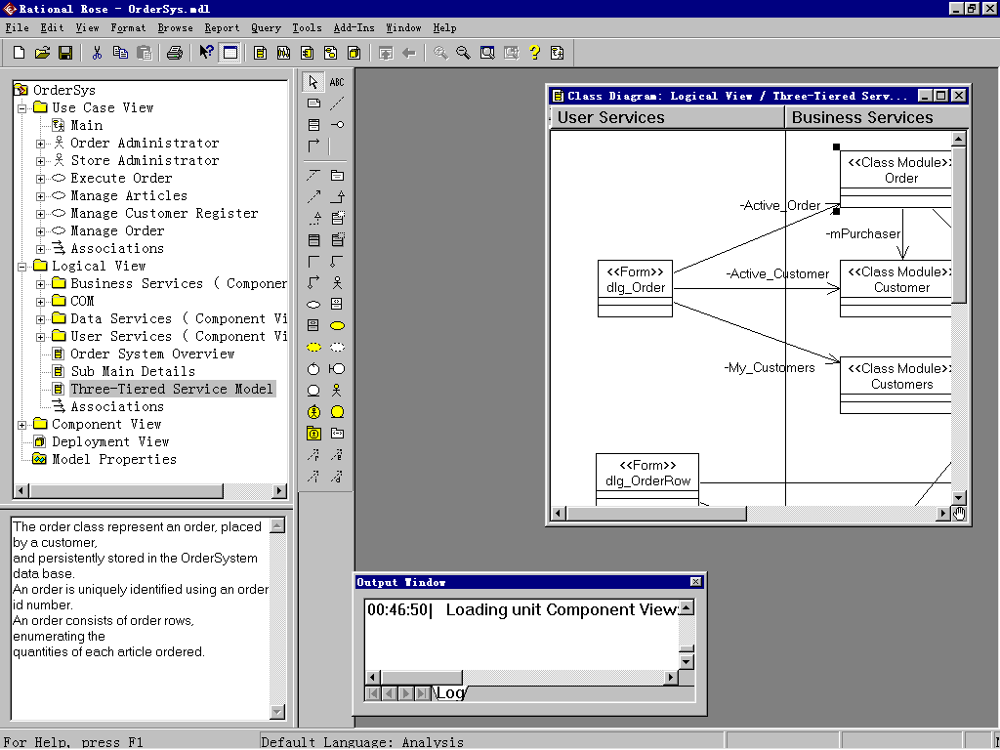 Rational Rose - OrderSys.mdl
File Edit View Format Browse Report Query Tools Add-Ins Window Help
OrderSys
Use Case View
Main
Order Administrator
Store Administrator
Execute Order
Manage Articles
Manage Customer Register
Manage Order
Associations
Logical View
Business Services ( Componen
COM
Data Services ( Component Vi
User Services ( Component Vi
Order System Overview
Sub Main Details
Three-Tiered Service Model
Associations
Component View
Deployment View
Model Properties
The order class represent an order, placed
by a customer,
and persistently stored in the OrderSystem
data base.
An order is uniquely identified using an order
id number.
An order consists of order rows,
enumerating the
quantities of each article ordered.
ABC
Class Diagram: Logical View / Three-Tiered Serv...
User Services
Business Services
<<Class Module>>
Order
-Active_Order
-mPurchaser
<<Form>>
dlg_Order
-Active_Customer
<<Class Module>>
Customer
-My_Customers
<<Class Module>>
Customers
<<Form>>
dlg_OrderRow
Output Window
00:46:50| Loading unit Component View:
Log
For Help, press F1
Default Language: Analysis